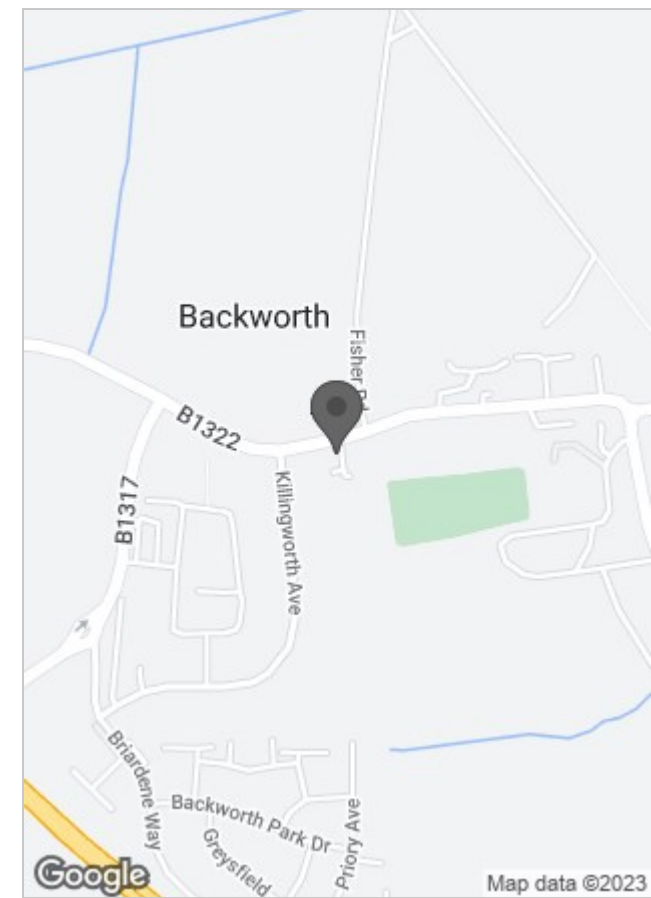 Backworth
Fisher Rd
B1322
B1317
Killingworth Ave
Briardene Way
Backworth Park Dr
Greysfield
Priory Ave
Google
Map data ©2023